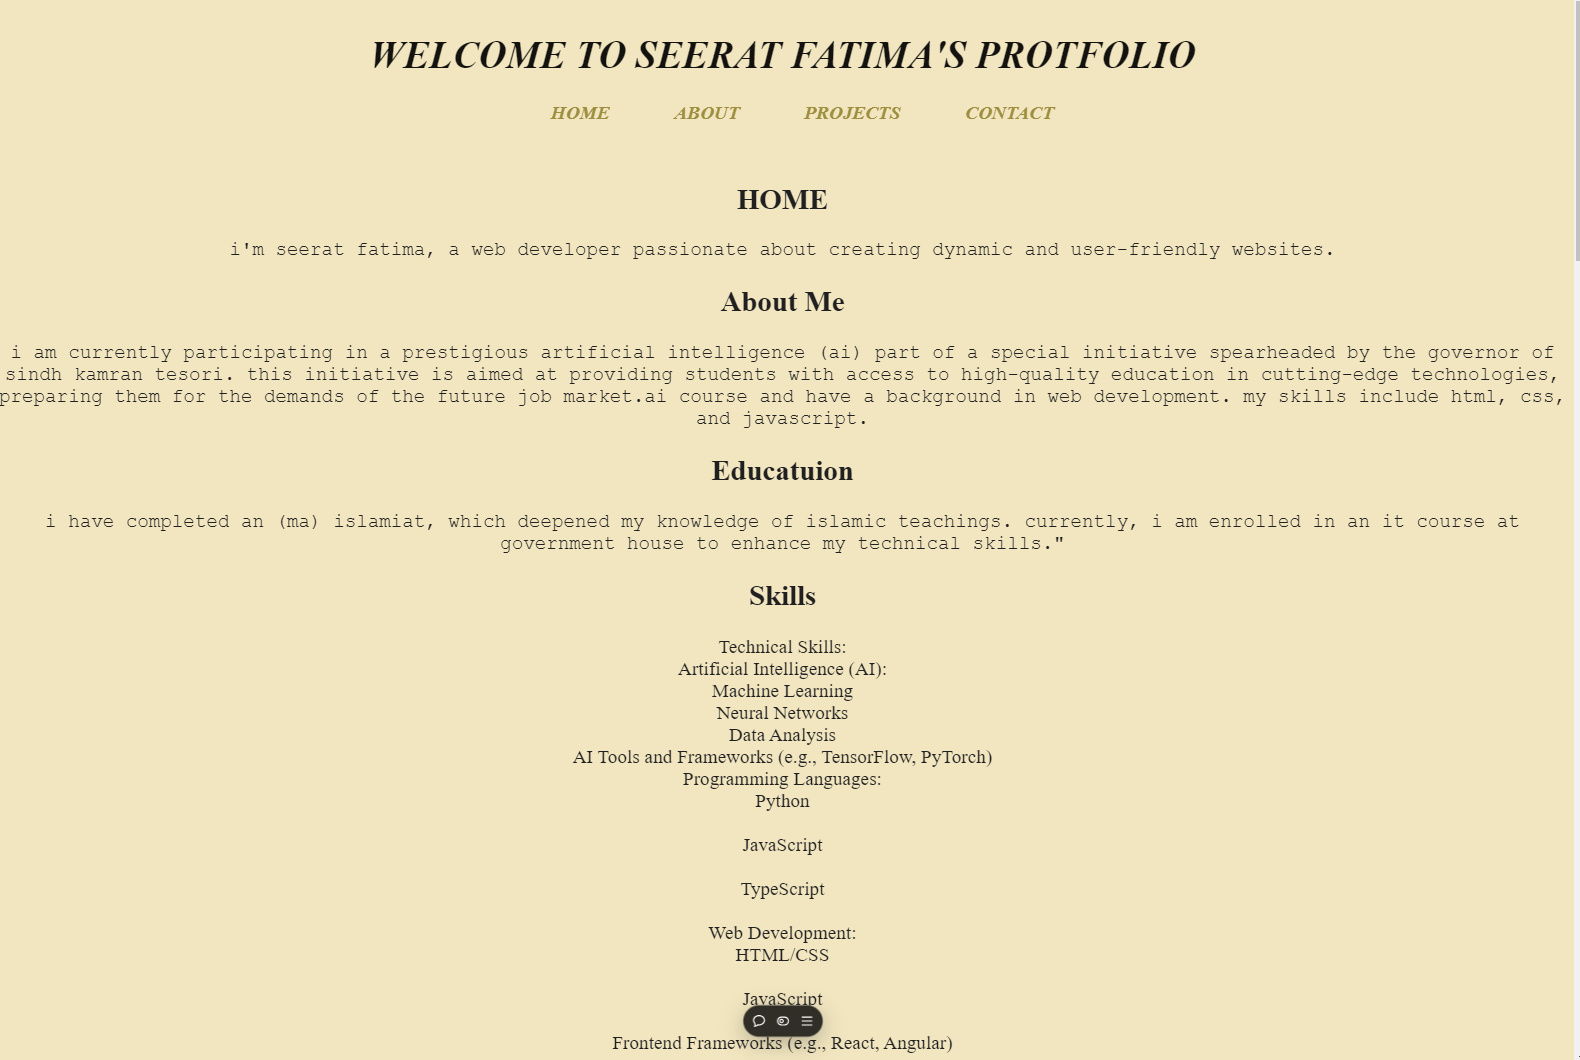 WELCOME TO SEERAT FATIMA'S PROTFOLIO
HOME ABOUT PROJECTS CONTACT
HOME
i'm seerat fatima, a web developer passionate about creating dynamic and user-friendly websites.
About Me
i am currently participating in a prestigious artificial intelligence (ai) part of a special initiative spearheaded by the governor of
sindh kamran tesori. this initiative is aimed at providing students with access to high-quality education in cutting-edge technologies,
preparing them for the demands of the future job market.ai course and have a background in web development. my skills include html, css,
and javascript.
Educatuion
i have completed an (ma) islamiat, which deepened my knowledge of islamic teachings. currently, i am enrolled in an it course at
government house to enhance my technical skills."
Skills
Technical Skills:
Artificial Intelligence (AI):
Machine Learning
Neural Networks
Data Analysis
AI Tools and Frameworks (e.g., TensorFlow, PyTorch)
Programming Languages:
Python
JavaScript
TypeScript
Web Development:
HTML/CSS
JavaScript
Frontend Frameworks (e.g., React, Angular)